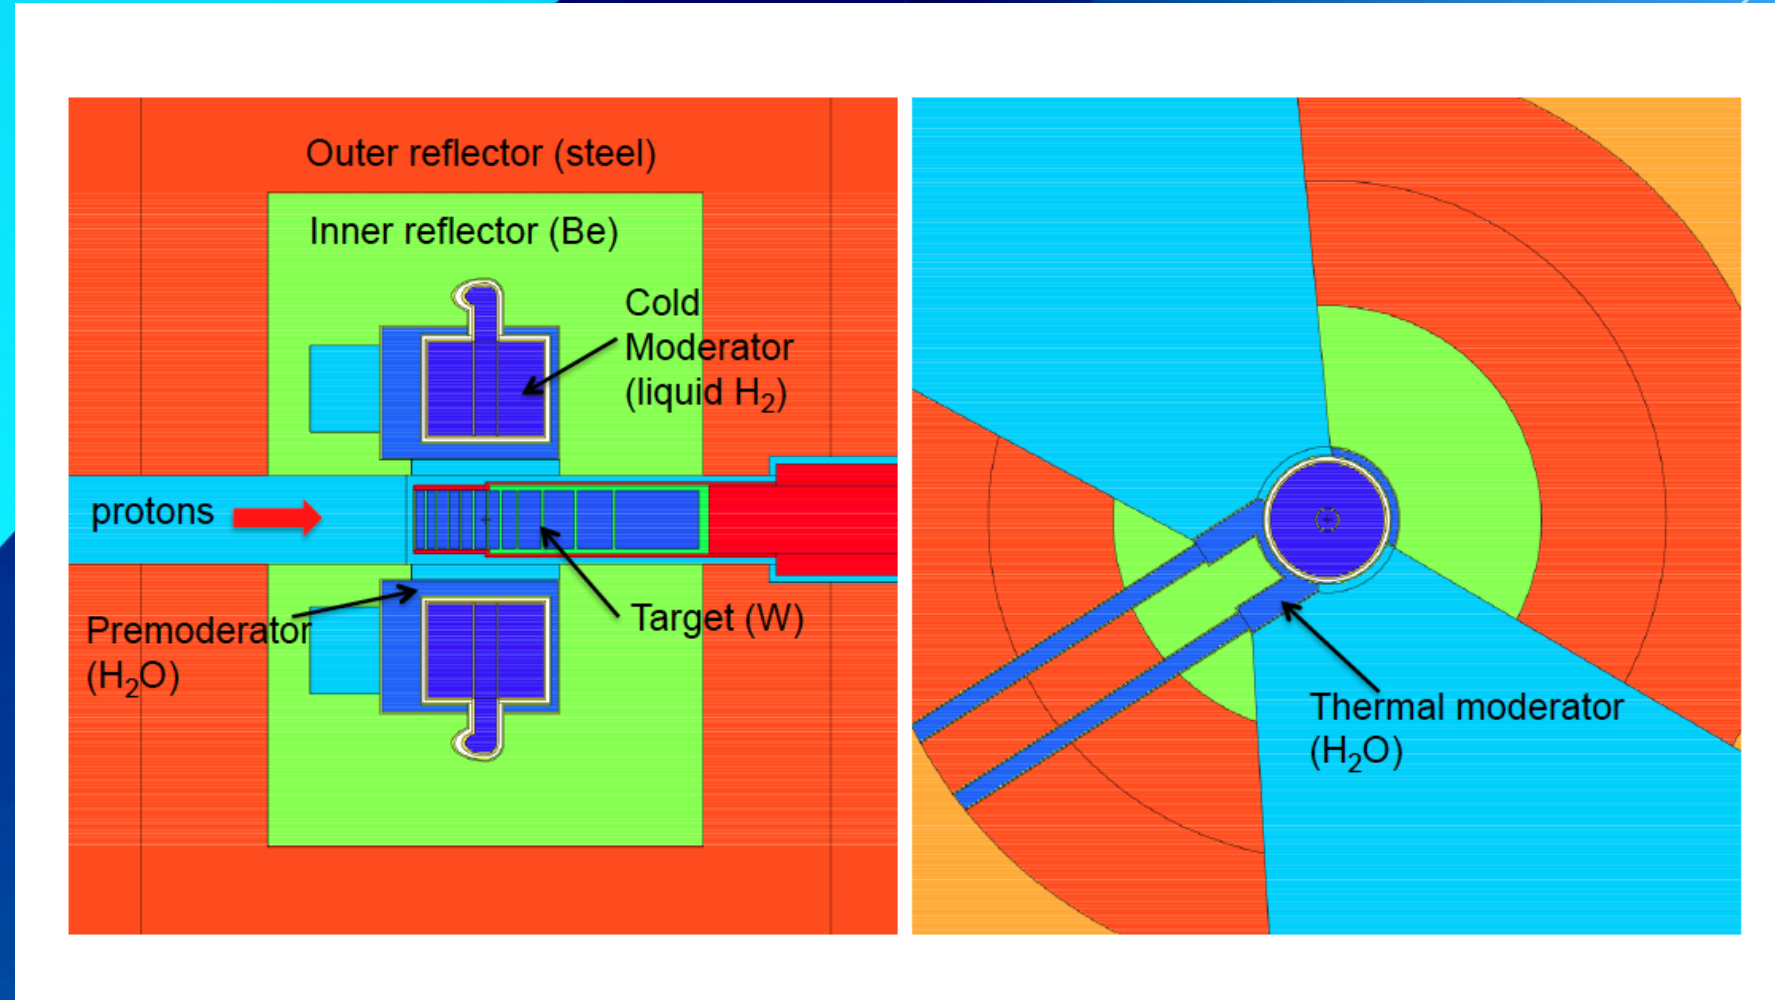 Outer reflector (steel)
Inner reflector (Be)
Cold
Moderator
(liquid H₂)
protons
Premoderator
(H₂O)
Target (W)
Thermal moderator
(H₂O)